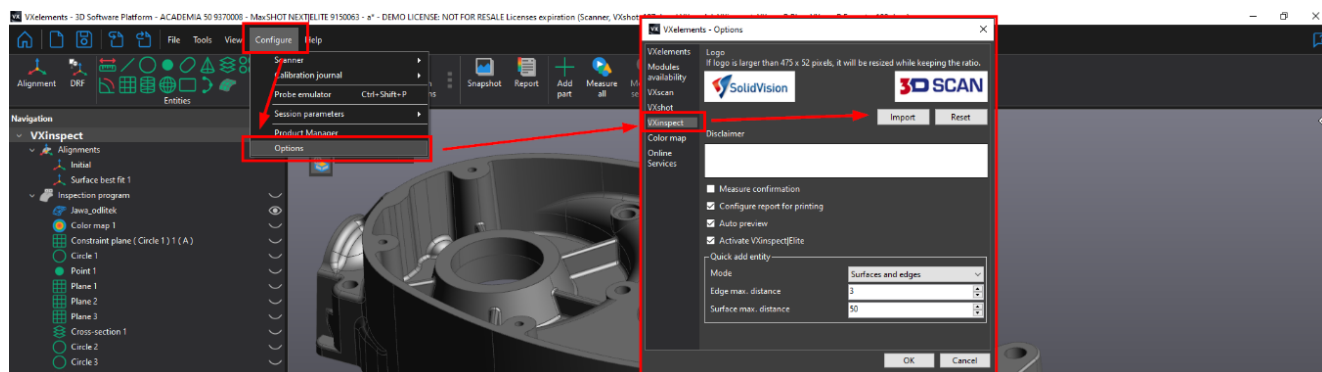 VXelements - 3D Software Platform - ACADEMIA 50 9370008 - MaxSHOT NEXT|ELITE 9150063 - a* - DEMO LICENSE: NOT FOR RESALE Licenses expiration (Scanner, VXshot
File Tools View Configure Help
Alignment DRF
Entities
Snapshot Report Add part Measure all
Scanner
Calibration journal
Probe emulator Ctrl+Shift+P
Session parameters
Product Manager
Options
Navigation
VXinspect
Alignments
Initial
Surface best fit 1
Inspection program
Jawa_odlitek
Color map 1
Constraint plane ( Circle 1 ) 1 ( A )
Circle 1
Point 1
Plane 1
Plane 2
Plane 3
Cross-section 1
Circle 2
Circle 3
VXelements - Options
VXelements
Modules availability
VXscan
VXshot
VXinspect
Color map
Online Services
Logo
If logo is larger than 475 x 52 pixels, it will be resized while keeping the ratio.
SolidVision
3D SCAN
Import Reset
Disclaimer
Measure confirmation
Configure report for printing
Auto preview
Activate VXinspect|Elite
Quick add entity
Mode Surfaces and edges
Edge max. distance 3
Surface max. distance 50
OK Cancel